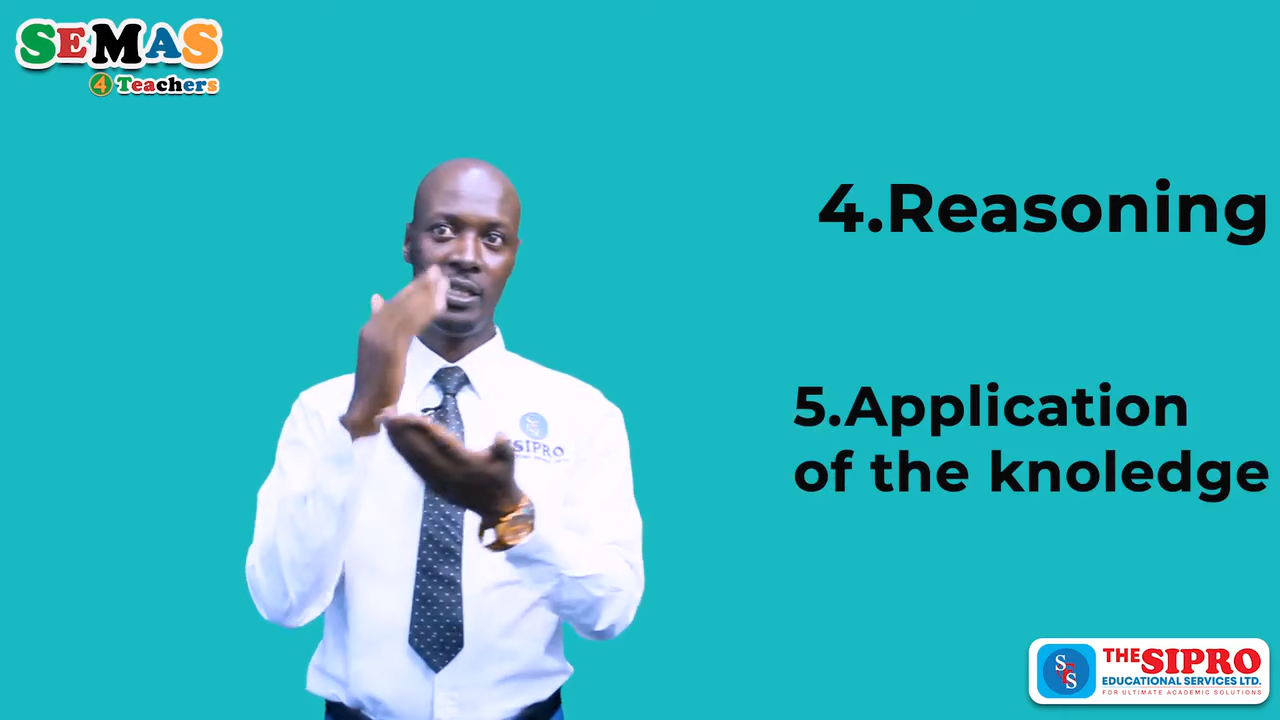 SEMAS
4 Teachers
4.Reasoning
5.Application
of the knoledge
SIPRO
SES
THE SIPRO
EDUCATIONAL SERVICES LTD.
FOR ULTIMATE ACADEMIC SOLUTIONS